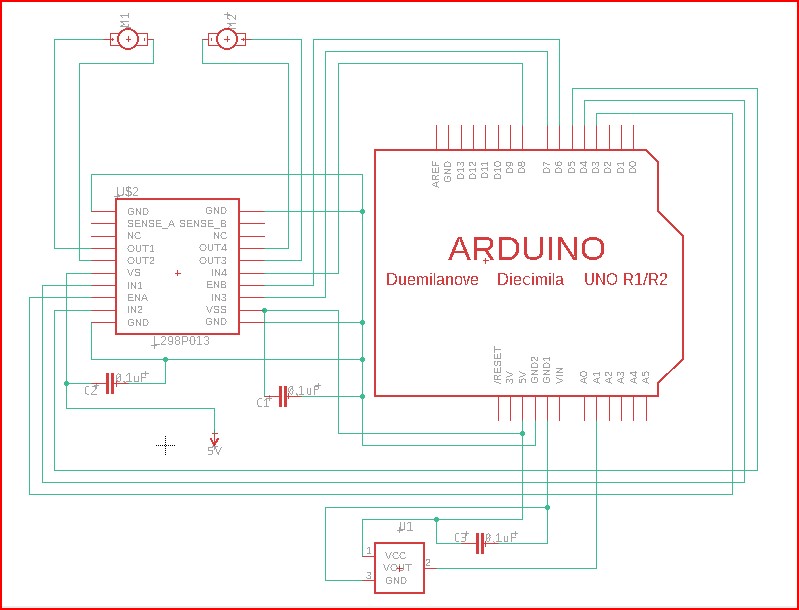 M1
M2
AREF
GND
D13
D12
D11
D10
D9
D8
D7
D6
D5
D4
D3
D2
D1
D0
ARDUINO
Duemilanove Diecimila UNO R1/R2
/RESET
3V
5V
GND2
GND1
VIN
A0
A1
A2
A3
A4
A5
U$2
GND GND
SENSE_A SENSE_B
NC NC
OUT1 OUT4
OUT2 OUT3
VS IN4
IN1 ENB
ENA IN3
IN2 VSS
GND GND
L298P013
C2 0,1uF
C1 0,1uF
5V
U1
C3 0,1uF
1 VCC
VOUT 2
3 GND